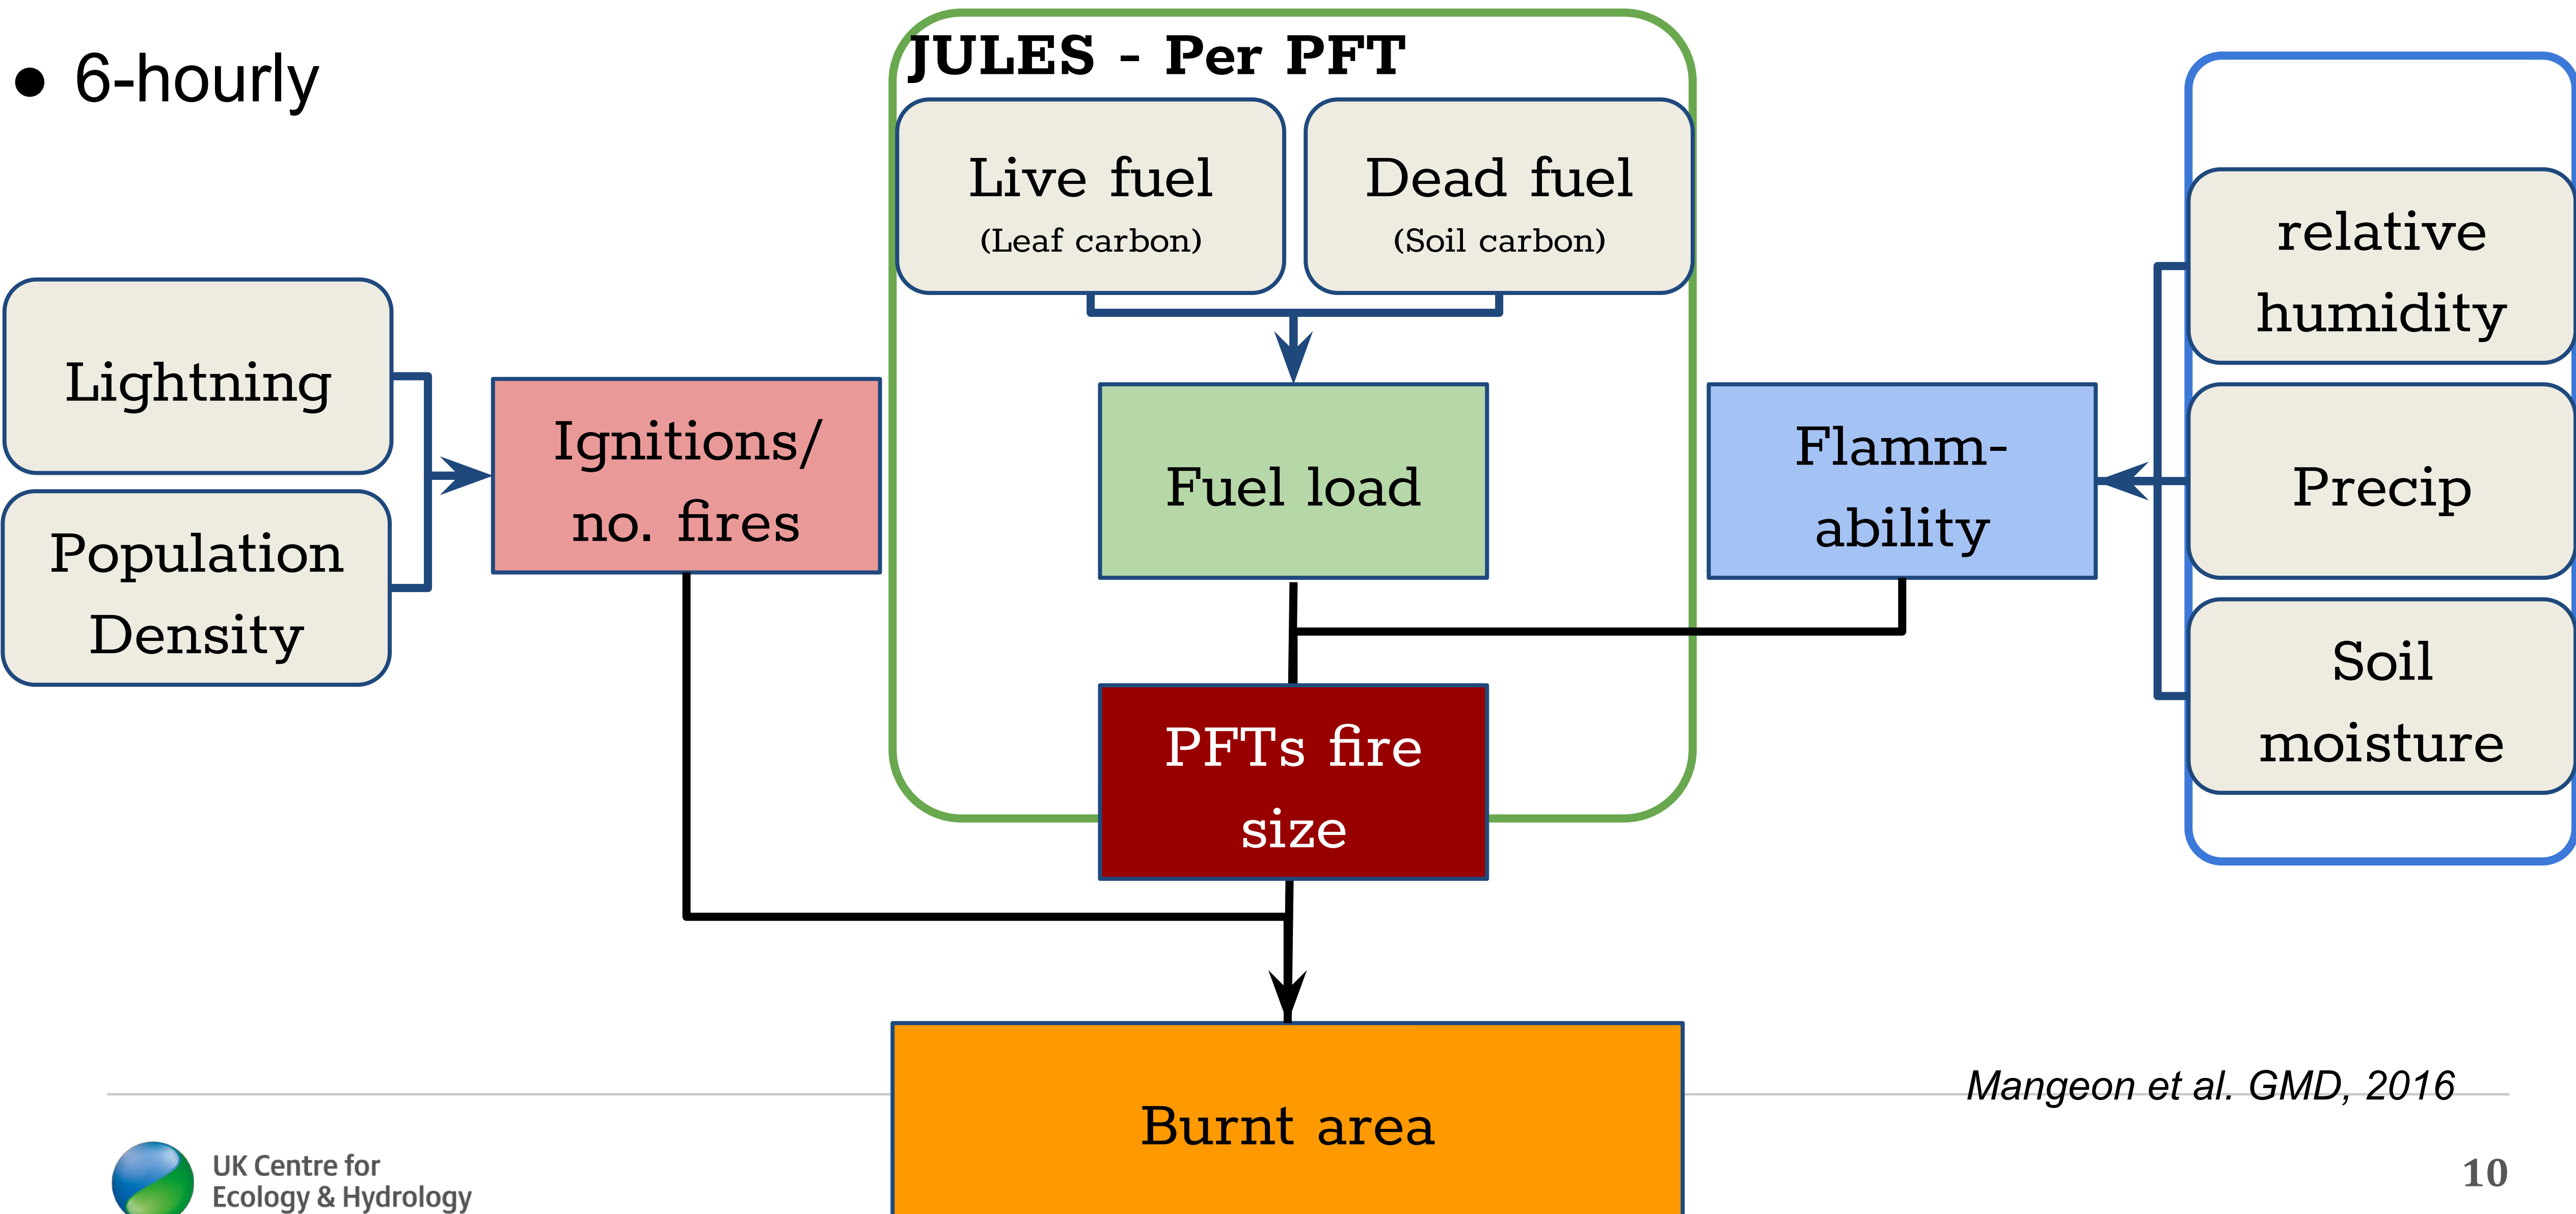 ● 6-hourly
JULES - Per PFT
Live fuel
(Leaf carbon)
Dead fuel
(Soil carbon)
relative
humidity
Lightning
Population
Density
Ignitions/
no. fires
Fuel load
Flamm-
ability
Precip
Soil
moisture
PFTs fire
size
Burnt area
Mangeon et al. GMD, 2016
UK Centre for
Ecology & Hydrology
10